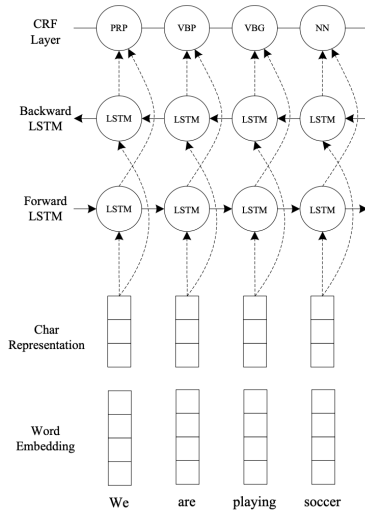 CRF
Layer
PRP VBP VBG NN
Backward
LSTM
LSTM LSTM LSTM LSTM
Forward
LSTM
LSTM LSTM LSTM LSTM
Char
Representation
Word
Embedding
We are playing soccer